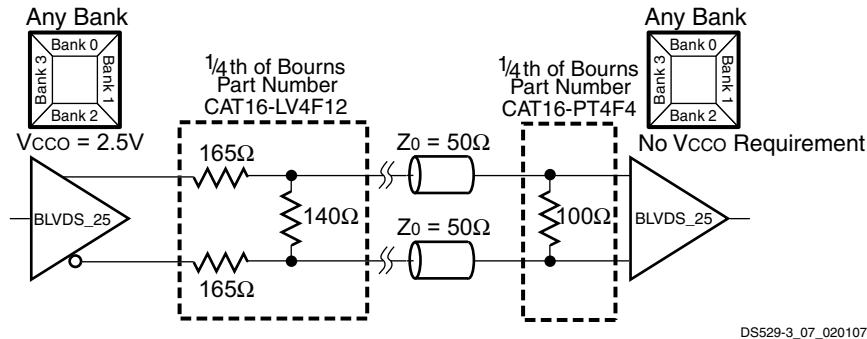 Any Bank
Bank 0
Bank 3
Bank 1
Bank 2
VCCO = 2.5V
1/4th of Bourns
Part Number
CAT16-LV4F12
1/4th of Bourns
Part Number
CAT16-PT4F4
Any Bank
Bank 0
Bank 3
Bank 1
Bank 2
No VCCO Requirement
BLVDS_25
165Ω
140Ω
165Ω
Z0 = 50Ω
Z0 = 50Ω
100Ω
BLVDS_25
DS529-3_07_020107